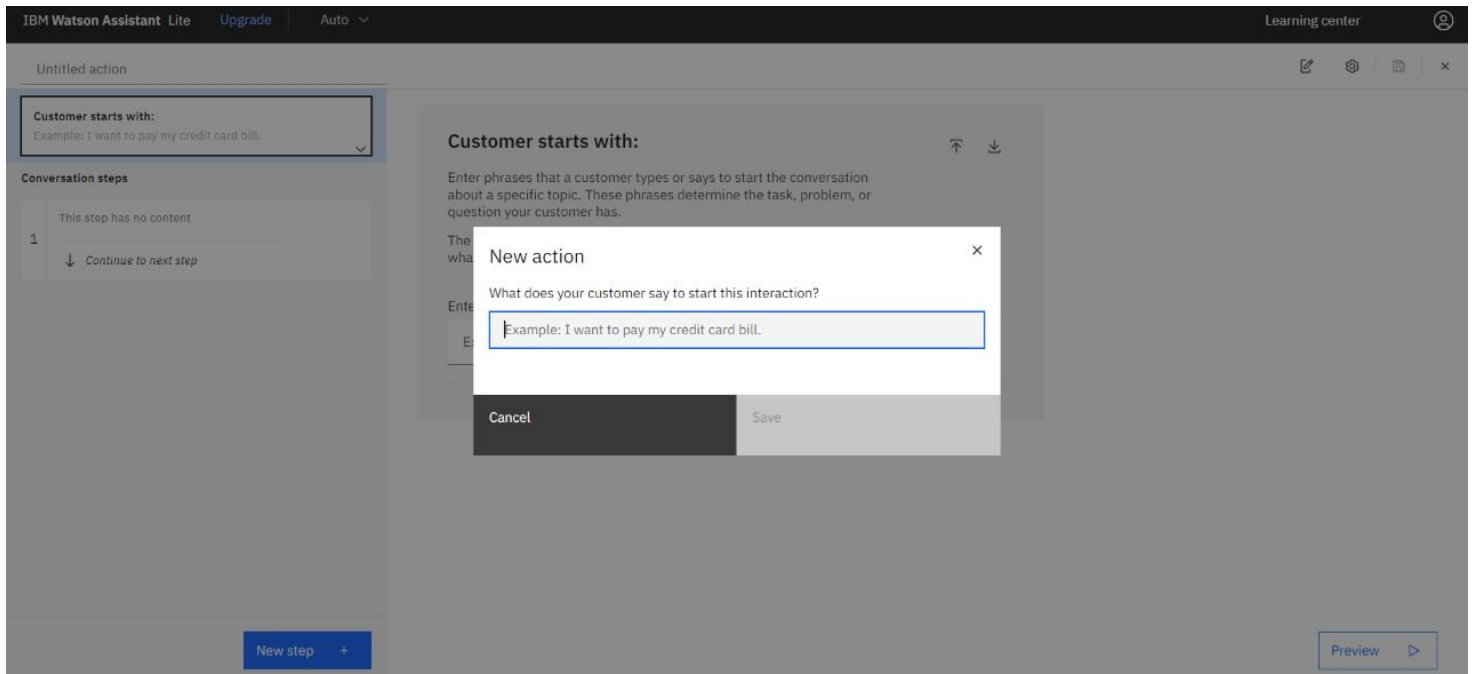 IBM Watson Assistant Lite Upgrade Auto Learning center
Untitled action
Customer starts with:
Example: I want to pay my credit card bill.
Conversation steps
1
This step has no content
Continue to next step
New step +
Customer starts with:
Enter phrases that a customer types or says to start the conversation
about a specific topic. These phrases determine the task, problem, or
question your customer has.
The
New action
What does your customer say to start this interaction?
Example: I want to pay my credit card bill.
Cancel Save
Preview